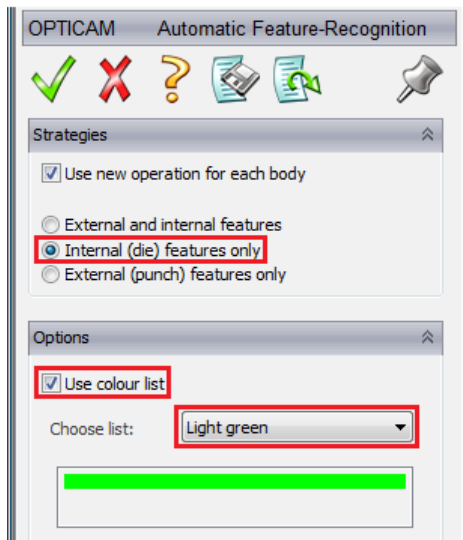 OPTICAM Automatic Feature-Recognition
Strategies
Use new operation for each body
External and internal features
Internal (die) features only
External (punch) features only
Options
Use colour list
Choose list: Light green